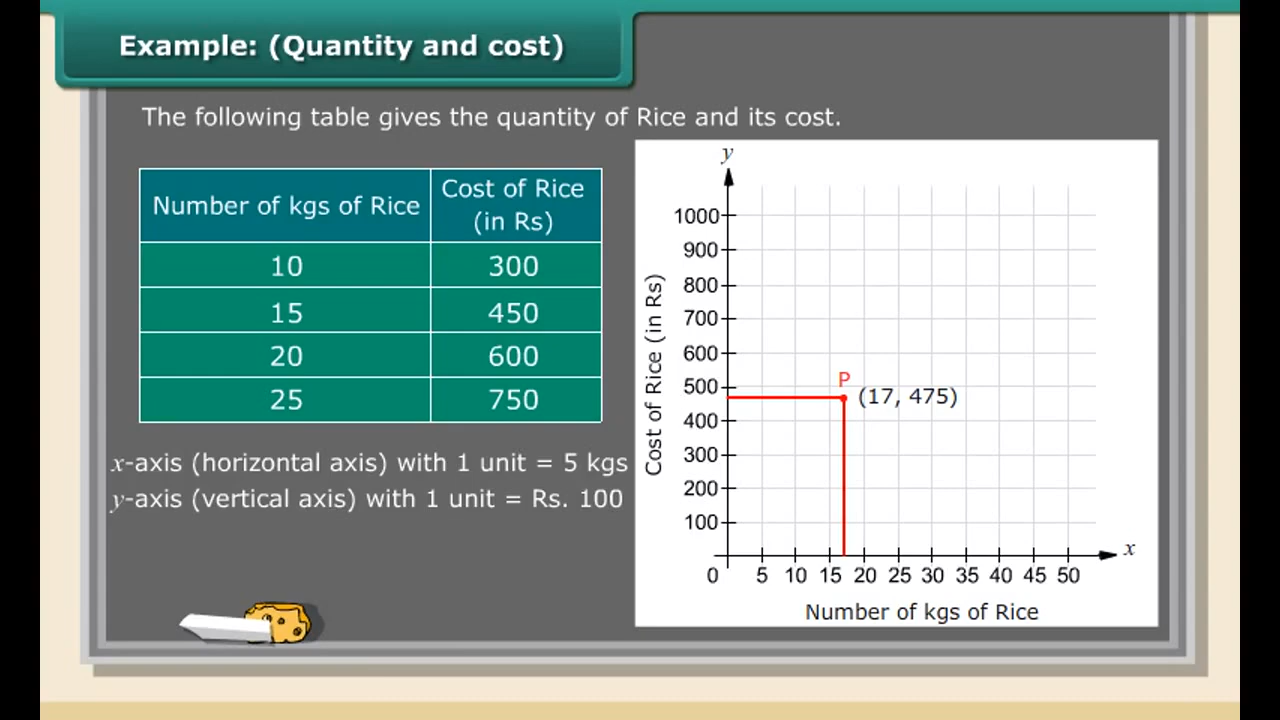 Example: (Quantity and cost)
The following table gives the quantity of Rice and its cost.
Number of kgs of Rice
Cost of Rice
(in Rs)
10 300
15 450
20 600
25 750
x-axis (horizontal axis) with 1 unit = 5 kgs
y-axis (vertical axis) with 1 unit = Rs. 100
y
1000
900
800
700
600
500
400
300
200
100
Cost of Rice (in Rs)
P
(17, 475)
x
0 5 10 15 20 25 30 35 40 45 50
Number of kgs of Rice